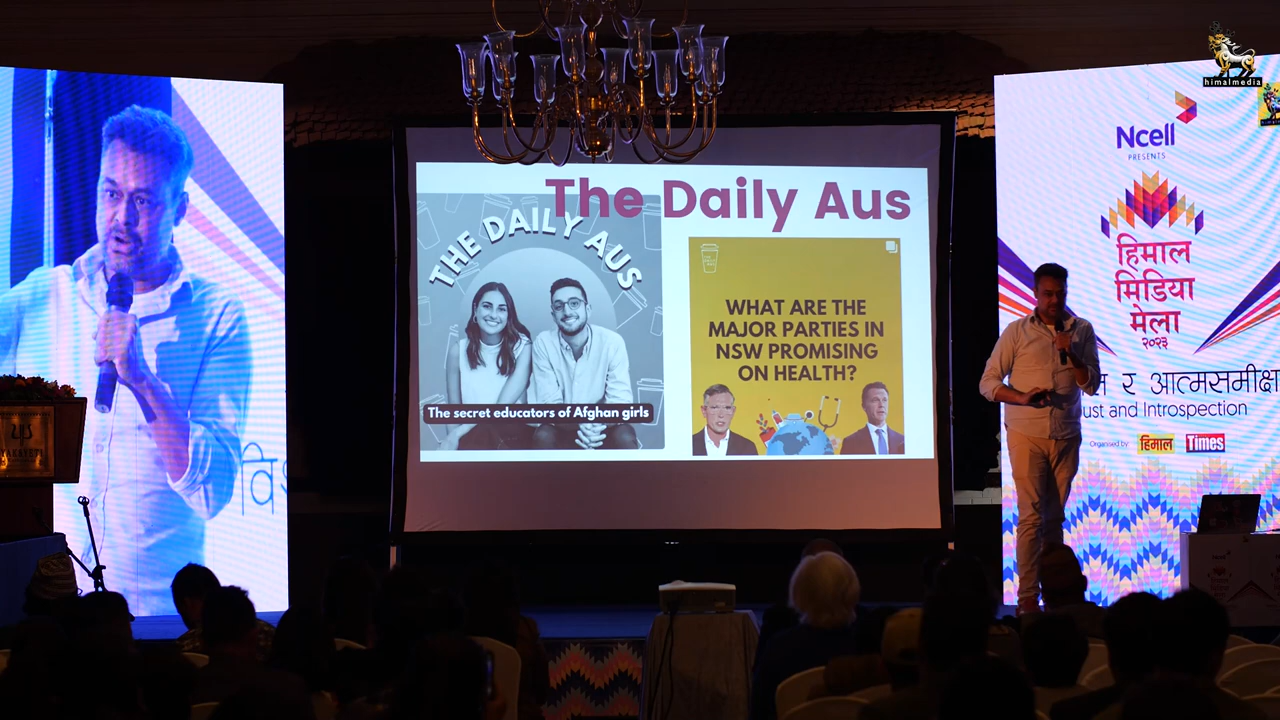 himalmedia
Ncell
PRESENTS
हिमाल
मिडिया
मेला
२०२३
र आत्मसमीक्ष
ust and Introspection
Organised by हिमाल Times
The Daily Aus
THE DAILY AUS
The secret educators of Afghan girls
WHAT ARE THE
MAJOR PARTIES IN
NSW PROMISING
ON HEALTH?
Ncell